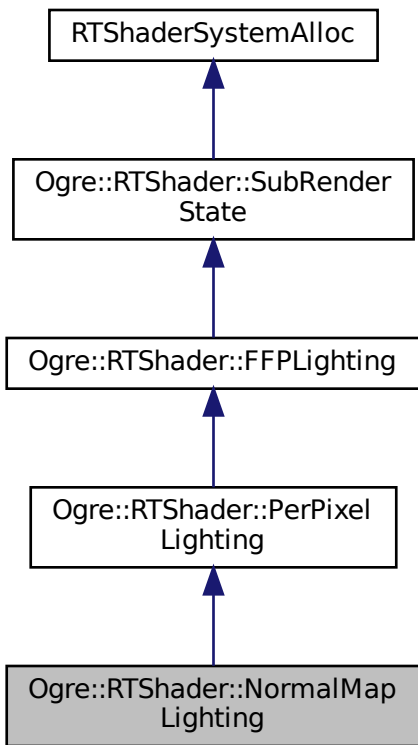 RTShaderSystemAlloc
Ogre::RTShader::SubRender
State
Ogre::RTShader::FFPLighting
Ogre::RTShader::PerPixel
Lighting
Ogre::RTShader::NormalMap
Lighting